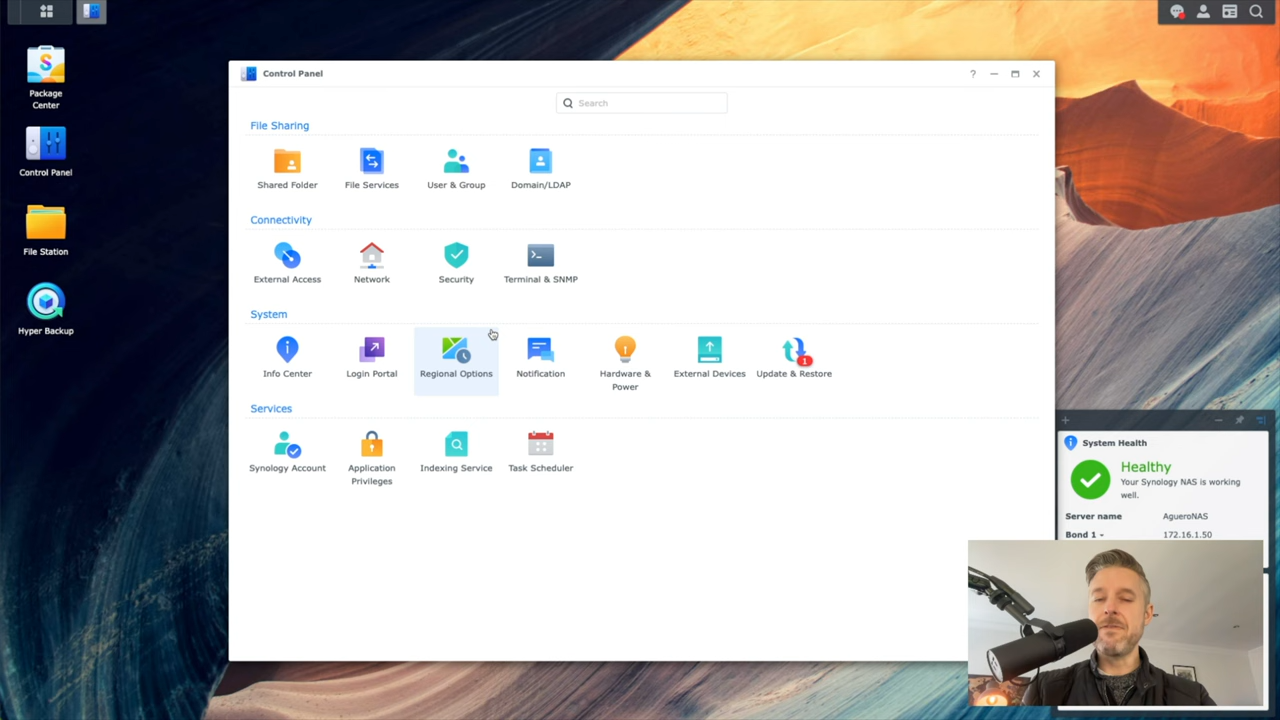 Package
Center
Control Panel
File Station
Hyper Backup
Control Panel
?
Search
File Sharing
Shared Folder
File Services
User & Group
Domain/LDAP
Connectivity
External Access
Network
Security
Terminal & SNMP
System
Info Center
Login Portal
Regional Options
Notification
Hardware &
Power
External Devices
1
Update & Restore
Services
Synology Account
Application
Privileges
Indexing Service
Task Scheduler
System Health
Healthy
Your Synology NAS is working
well.
Server name AgueroNAS
Bond 1 - 172.16.1.50